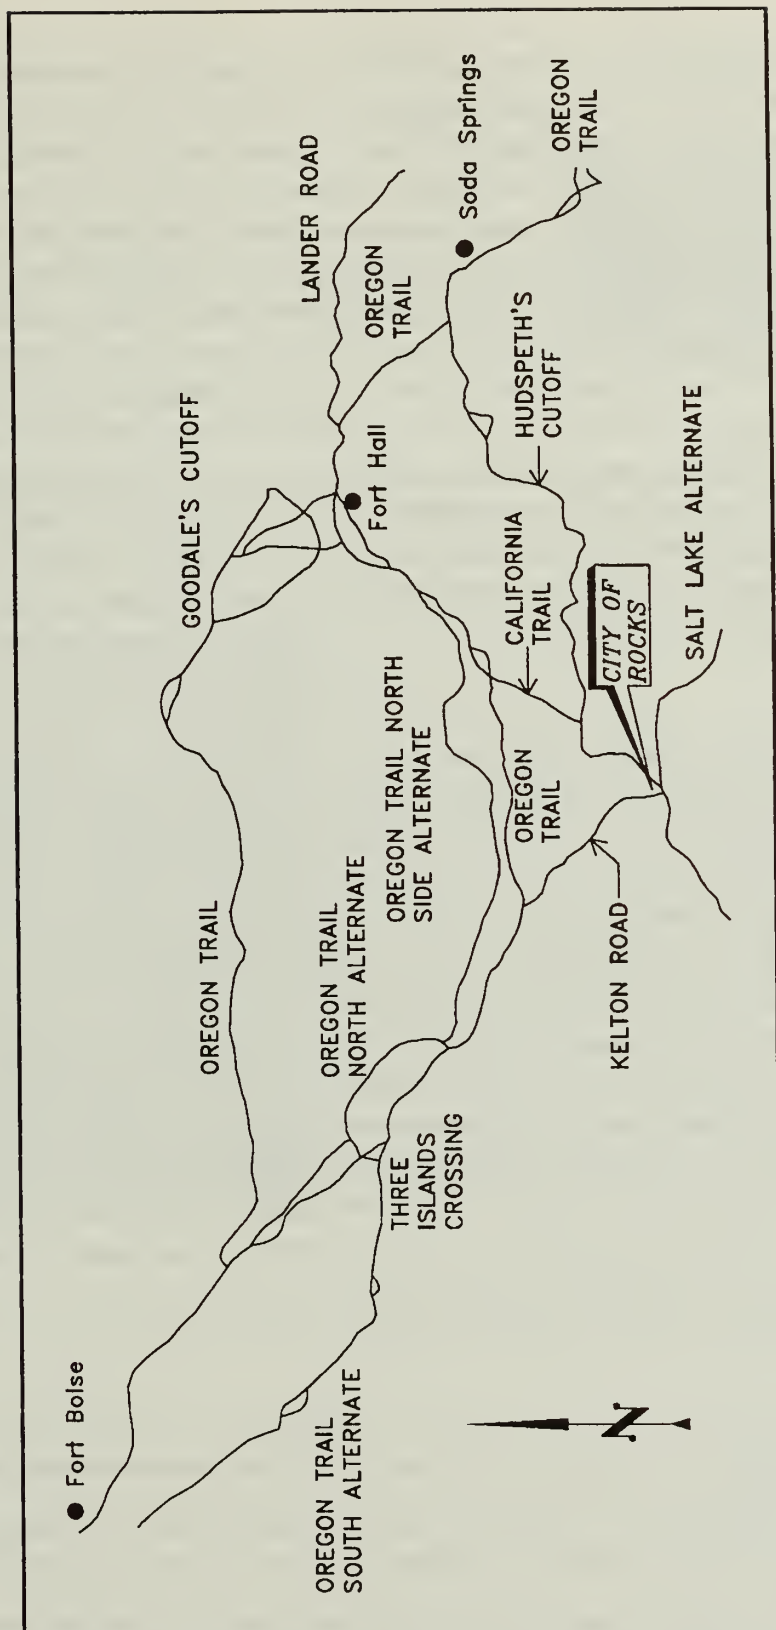 Fort Boise
OREGON TRAIL
SOUTH ALTERNATE
OREGON TRAIL
GOODALE'S CUTOFF
LANDER ROAD
OREGON
TRAIL
Soda Springs
OREGON
TRAIL
Fort Hall
HUDSPETH'S
CUTOFF
CALIFORNIA
TRAIL
OREGON TRAIL NORTH
SIDE ALTERNATE
OREGON TRAIL
NORTH ALTERNATE
THREE
ISLANDS
CROSSING
OREGON
TRAIL
CITY OF
ROCKS
SALT LAKE ALTERNATE
KELTON ROAD
N